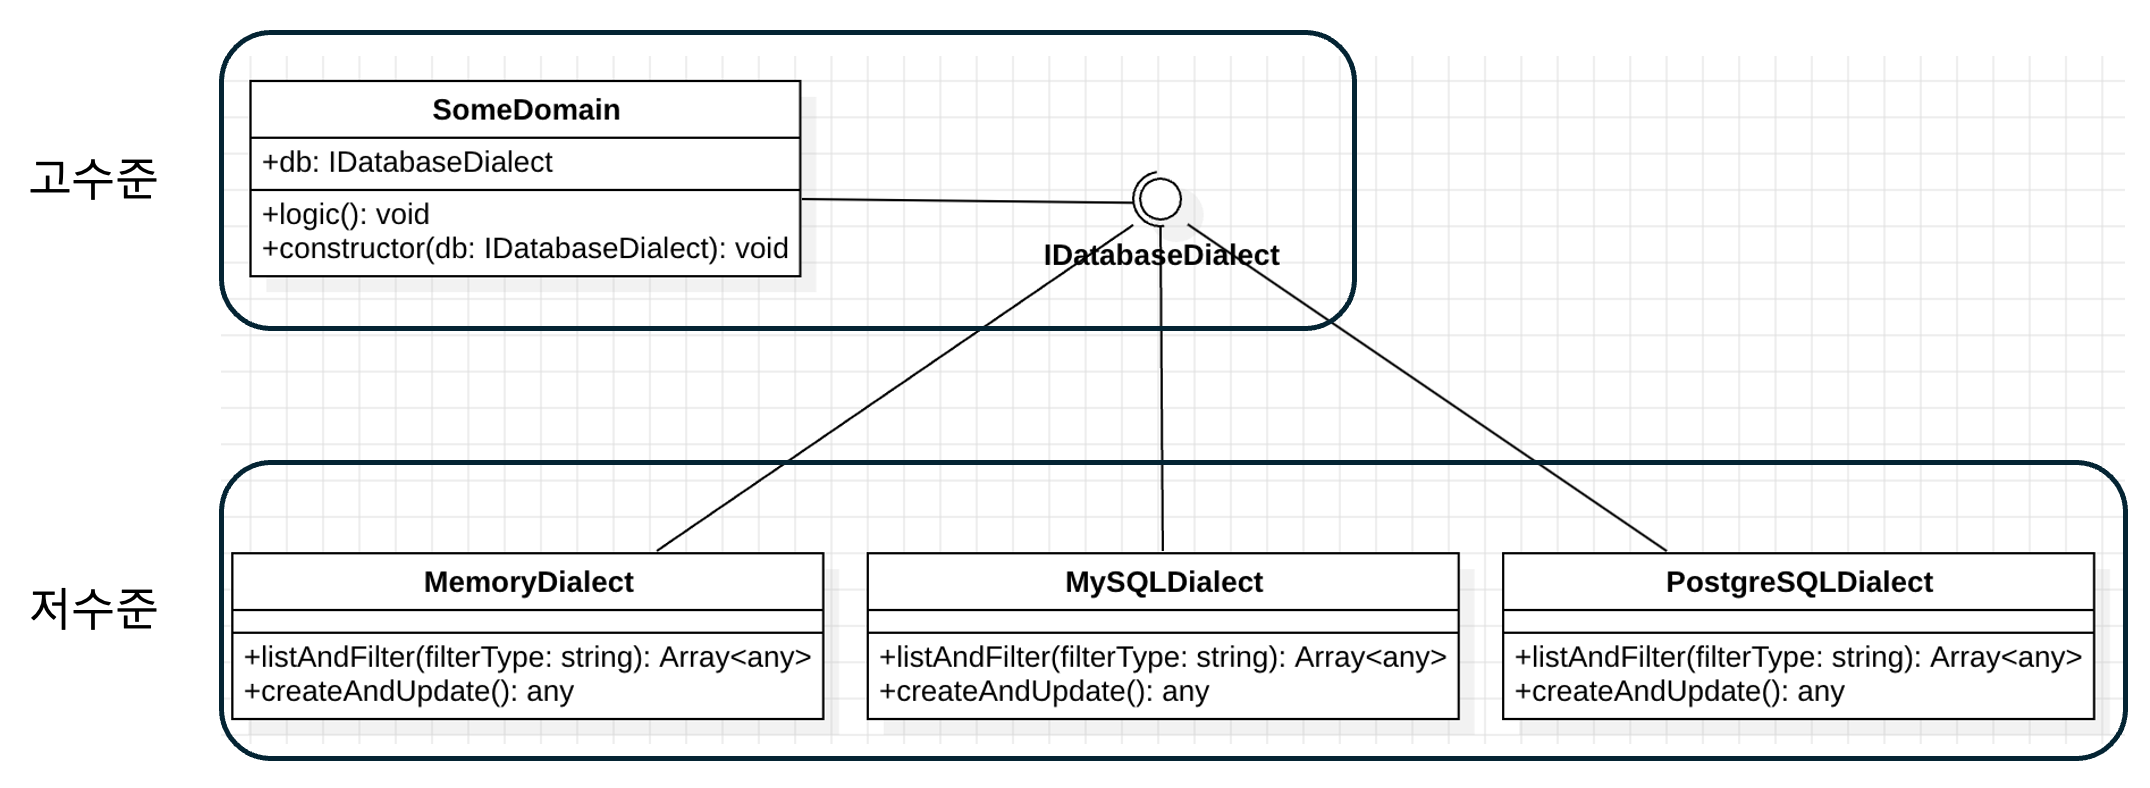 고수준
SomeDomain
+db: IDatabaseDialect
+logic(): void
+constructor(db: IDatabaseDialect): void
IDatabaseDialect
저수준
MemoryDialect
+listAndFilter(filterType: string): Array<any>
+createAndUpdate(): any
MySQLDialect
+listAndFilter(filterType: string): Array<any>
+createAndUpdate(): any
PostgreSQLDialect
+listAndFilter(filterType: string): Array<any>
+createAndUpdate(): any